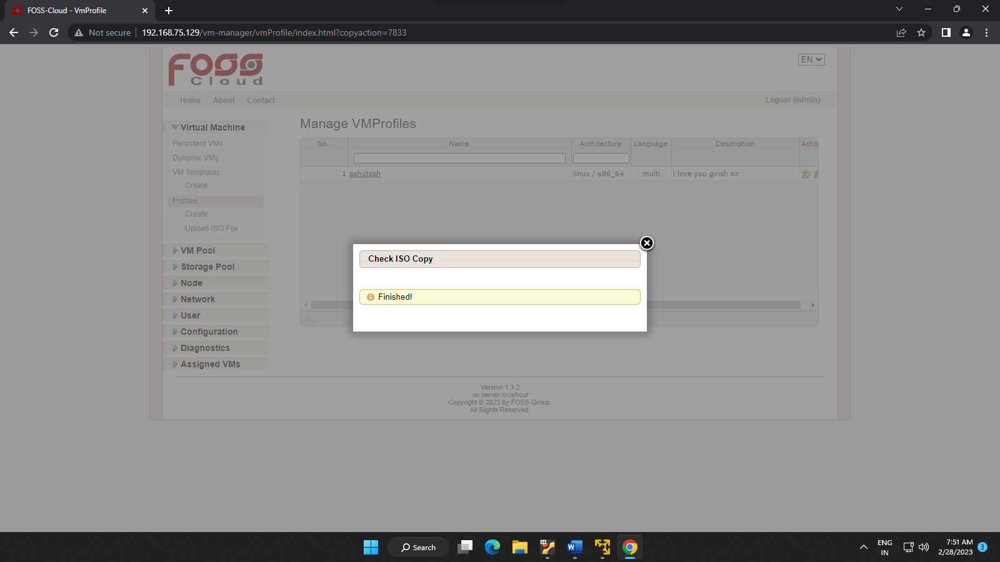 FOSS-Cloud - VmProfile
Not secure 192.168.75.129/vm-manager/vmProfile/index.html?copyaction=7833
FOSS
Cloud
EN
Home About Contact Logout (admin)
Virtual Machine
Persistent VMs
Dynamic VMs
VM Templates
Create
Profiles
Create
Upload ISO File
VM Pool
Storage Pool
Node
Network
User
Configuration
Diagnostics
Assigned VMs
Manage VMProfiles
No. Name Architecture Language Description Actio
1 ashutosh linux / x86_64 multi i love you girish sir
Check ISO Copy
Finished!
Version 1.3.2
on server localhost
Copyright © 2023 by FOSS-Group.
All Rights Reserved.
Search
ENG
IN
7:51 AM
2/28/2023
3